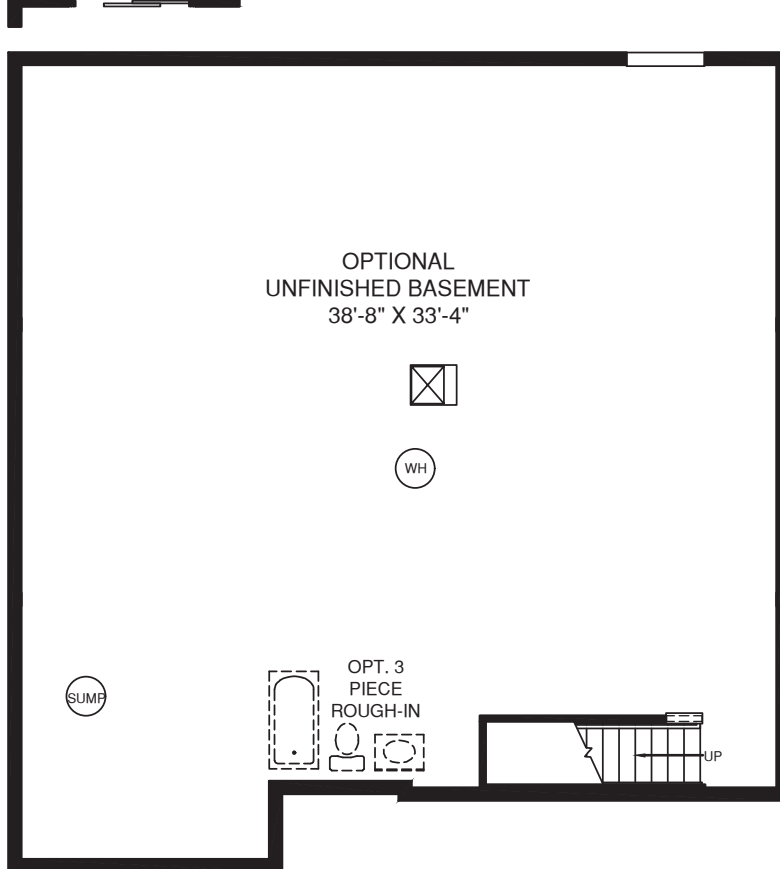 OPTIONAL
UNFINISHED BASEMENT
38'-8" X 33'-4"
WH
OPT. 3
PIECE
ROUGH-IN
SUMP
UP